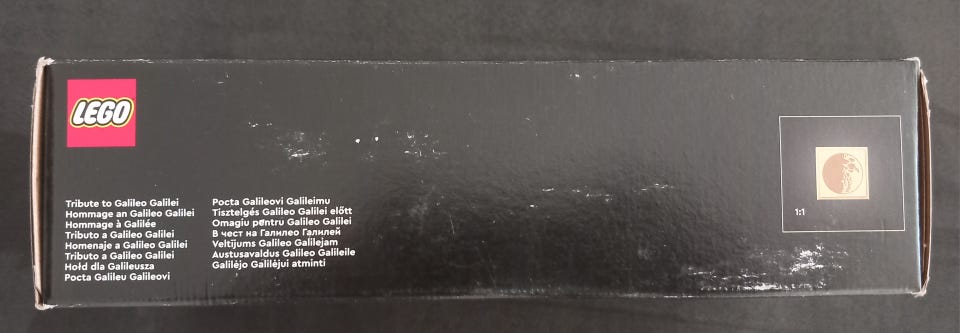 LEGO
Tribute to Galileo Galilei
Hommage an Galileo Galilei
Hommage à Galilée
Tributo a Galileo Galilei
Homenaje a Galileo Galilei
Tributo a Galileo Galilei
Hołd dla Galileusza
Pocta Galileu Galileovi
Pocta Galileovi Galileimu
Tisztelgés Galileo Galilei előtt
Omagiu pentru Galileo Galilei
В чест на Галилео Галилей
Veltījums Galileo Galilejam
Austusavaldus Galileo Galileile
Galilėjo Galilėjui atminti
1:1